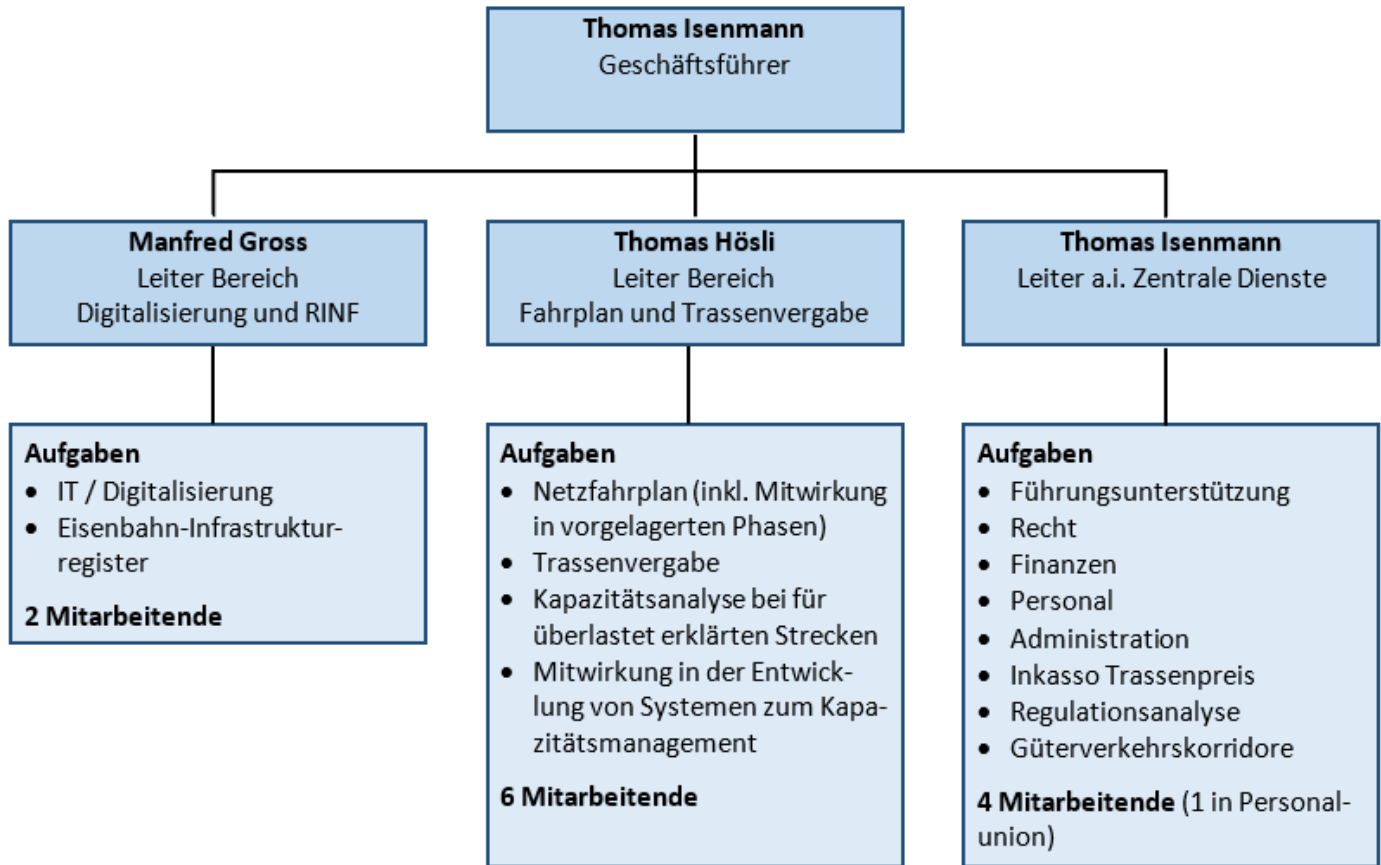 Thomas Isenmann
Geschäftsführer
Manfred Gross
Leiter Bereich
Digitalisierung und RINF
Thomas Hösli
Leiter Bereich
Fahrplan und Trassenvergabe
Thomas Isenmann
Leiter a.i. Zentrale Dienste
Aufgaben
• IT / Digitalisierung
• Eisenbahn-Infrastruktur-
register
2 Mitarbeitende
Aufgaben
• Netzfahrplan (inkl. Mitwirkung
in vorgelagerten Phasen)
• Trassenvergabe
• Kapazitätsanalyse bei für
überlastet erklärten Strecken
• Mitwirkung in der Entwick-
lung von Systemen zum Kapa-
zitätsmanagement
6 Mitarbeitende
Aufgaben
• Führungsunterstützung
• Recht
• Finanzen
• Personal
• Administration
• Inkasso Trassenpreis
• Regulationsanalyse
• Güterverkehrskorridore
4 Mitarbeitende (1 in Personal-
union)